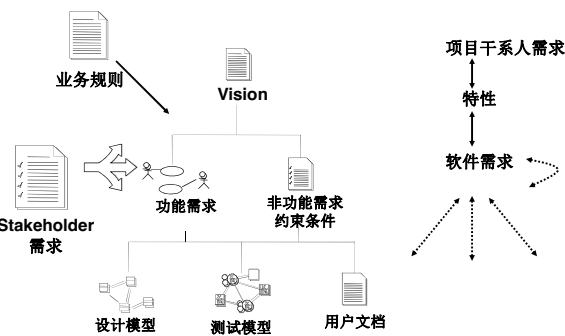 业务规则
Vision
项目干系人需求
特性
软件需求
Stakeholder
需求
功能需求
非功能需求
约束条件
设计模型
测试模型
用户文档